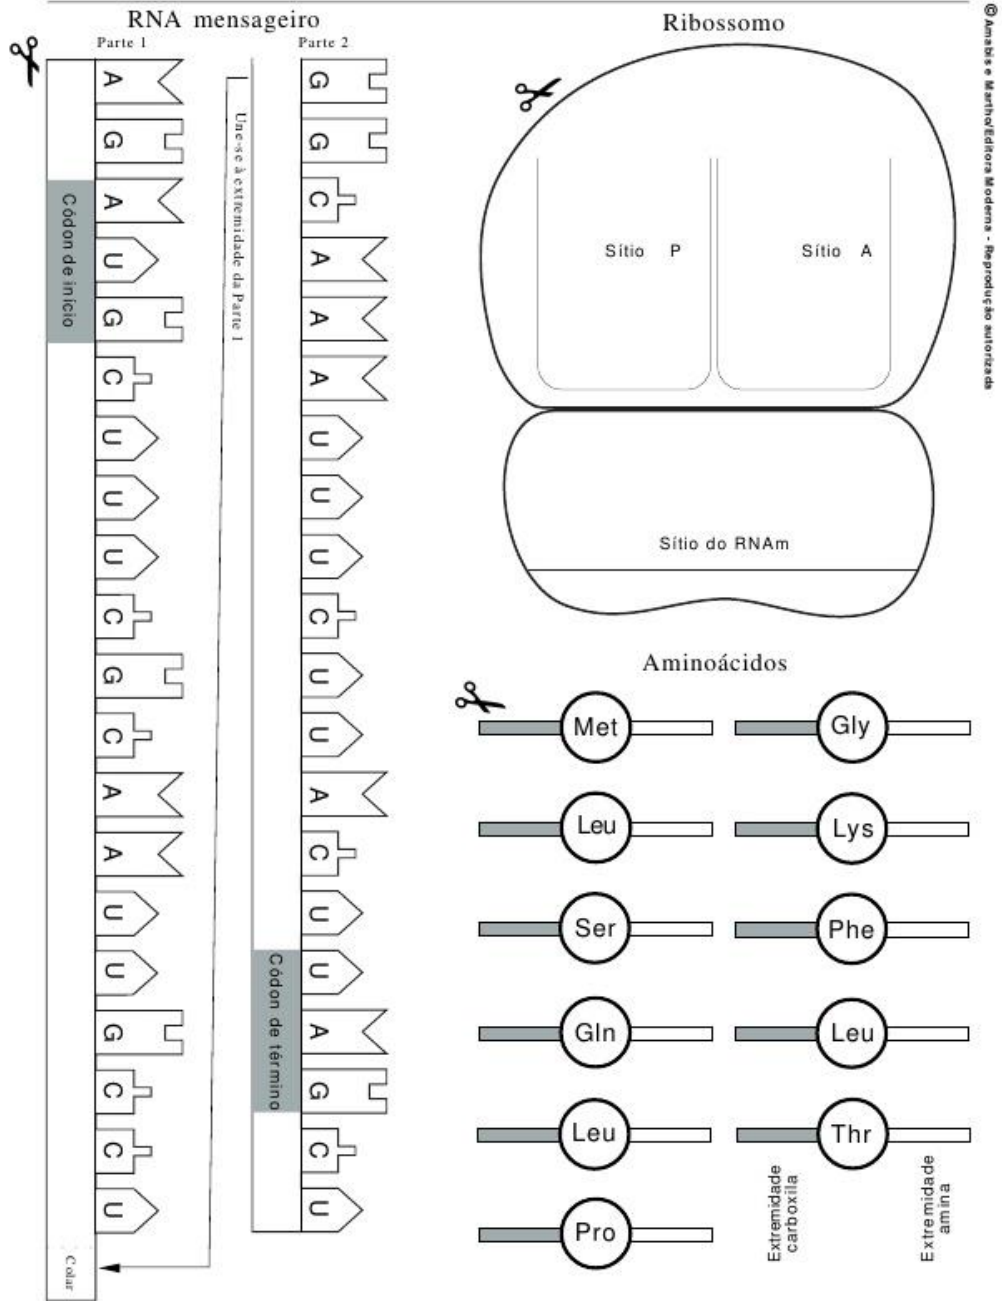 RNA mensageiro
Parte 1
Parte 2
A
G
A
U
G
C
U
U
U
C
G
C
A
A
U
U
G
C
C
U
Códon de início
Colar
Une-se à extremidade da Parte 1
G
G
C
A
A
A
U
U
U
C
U
U
A
C
U
U
A
G
C
U
Códon de término
Ribossomo
Sítio P
Sítio A
Sítio do RNAm
Aminoácidos
Met
Gly
Leu
Lys
Ser
Phe
Gln
Leu
Leu
Thr
Pro
Extremidade
carboxila
Extremidade
amina
© Amabis e Martho/Editora Moderna - Reprodução autorizada